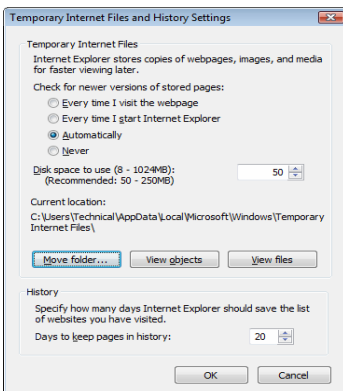 Temporary Internet Files and History Settings
Temporary Internet Files
Internet Explorer stores copies of webpages, images, and media
for faster viewing later.
Check for newer versions of stored pages:
Every time I visit the webpage
Every time I start Internet Explorer
Automatically
Never
Disk space to use (8 - 1024MB): 50
(Recommended: 50 - 250MB)
Current location:
C:\Users\Technical\AppData\Local\Microsoft\Windows\Temporary
Internet Files\
Move folder... View objects View files
History
Specify how many days Internet Explorer should save the list
of websites you have visited.
Days to keep pages in history: 20
OK Cancel